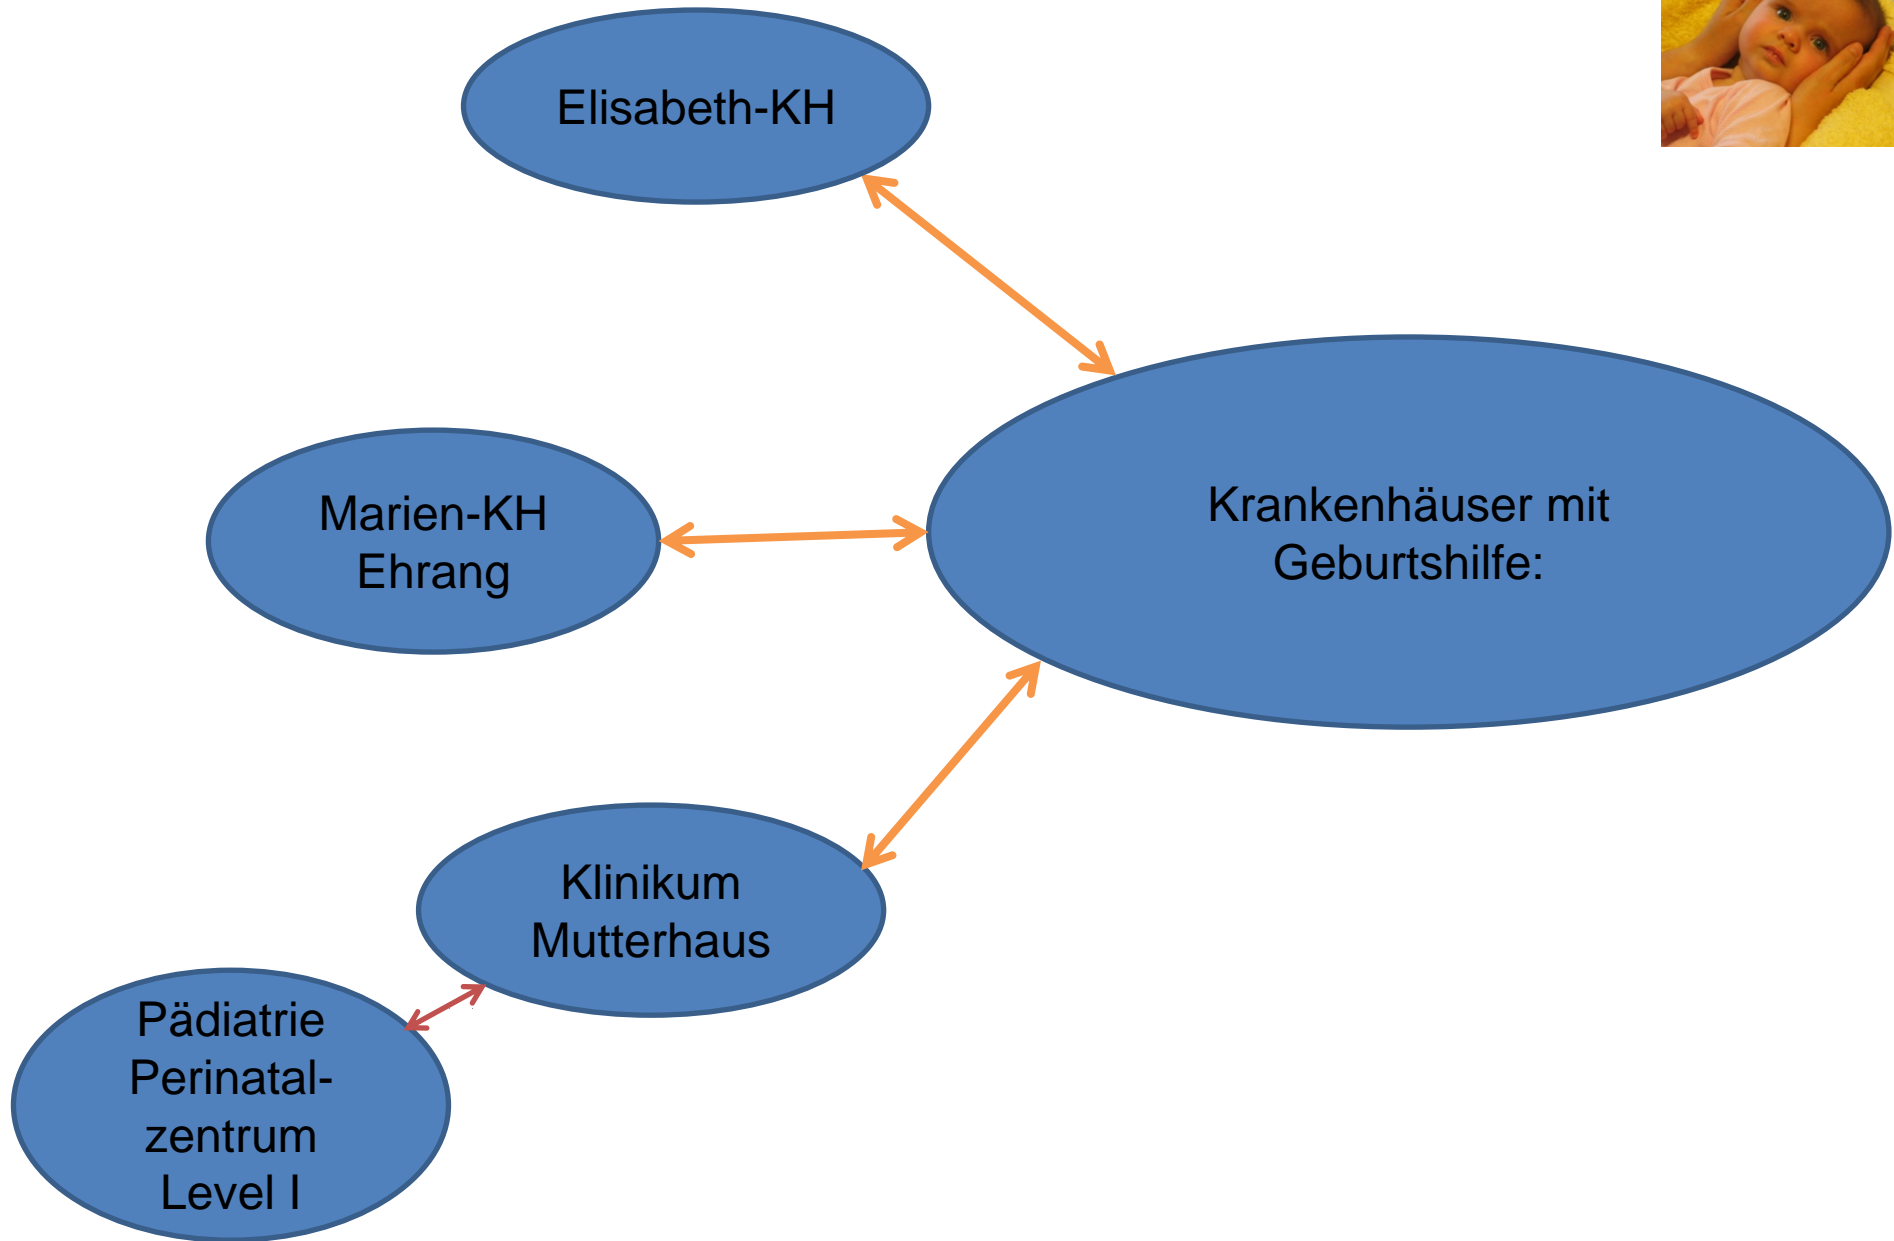 Elisabeth-KH
Krankenhäuser mit
Geburtshilfe:
Marien-KH
Ehrang
Klinikum
Mutterhaus
Pädiatrie
Perinatal-
zentrum
Level I